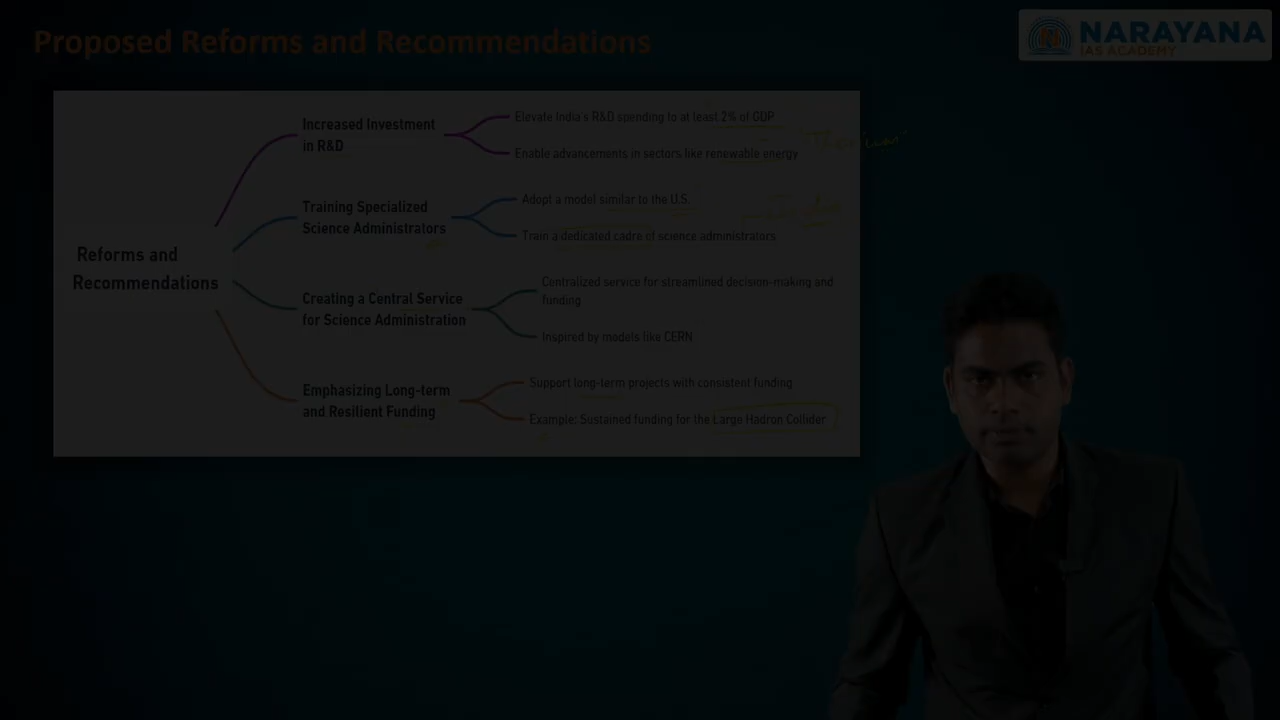 Proposed Reforms and Recommendations
NARAYANA
IAS ACADEMY
Reforms and
Recommendations
Increased Investment
in R&D
Elevate India's R&D spending to at least 2% of GDP
Enable advancements in sectors like renewable energy
"Thorium"
Training Specialized
Science Administrators
Adopt a model similar to the U.S.
Train a dedicated cadre of science administrators
Creating a Central Service
for Science Administration
Centralized service for streamlined decision-making and
funding
Inspired by models like CERN
Emphasizing Long-term
and Resilient Funding
Support long-term projects with consistent funding
Example: Sustained funding for the Large Hadron Collider